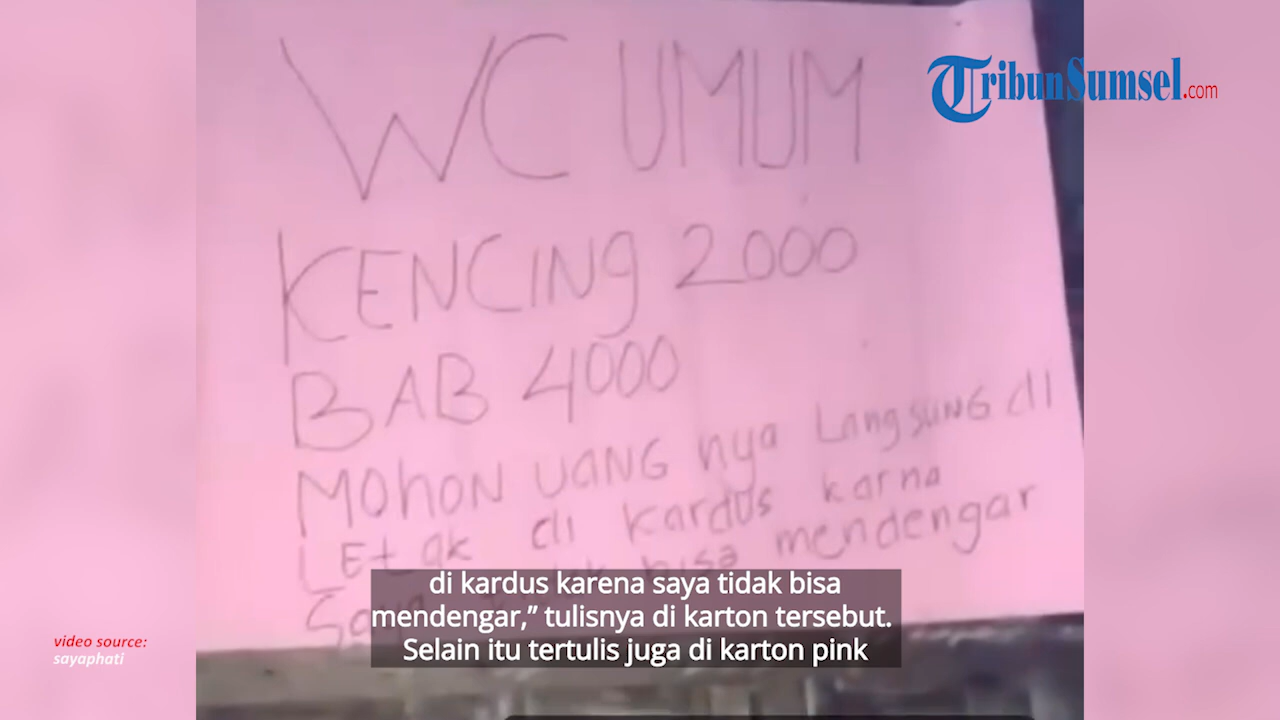 WC UMUM
KENCING 2000
BAB 4000
MOHON UANG nya LangsUNG di
LEtak di kardus karna
bisa mendengar
TribunSumsel.com
di kardus karena saya tidak bisa
mendengar,” tulisnya di karton tersebut.
Selain itu tertulis juga di karton pink
video source:
sayaphati